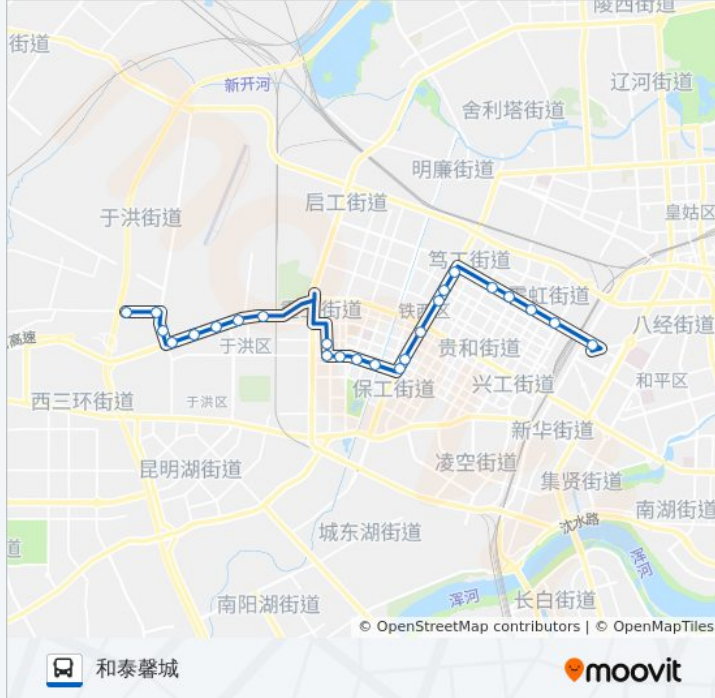 陵西街道
街道
辽河街道
新开河
舍利塔街道
明廉街道
启工街道
皇姑区
于洪街道
笃工街道
霁虹街道
铁西区
八经街道
高速
于洪区
贵和街道
和平区
保工街道
兴工街道
西三环街道
于洪区
新华街道
昆明湖街道
凌空街道
集贤街道
南湖街道
沈水路
城东湖街道
道
浑河
浑河
南阳湖街道
长白街道
© OpenStreetMap contributors | © OpenMapTiles
和泰馨城
moovit